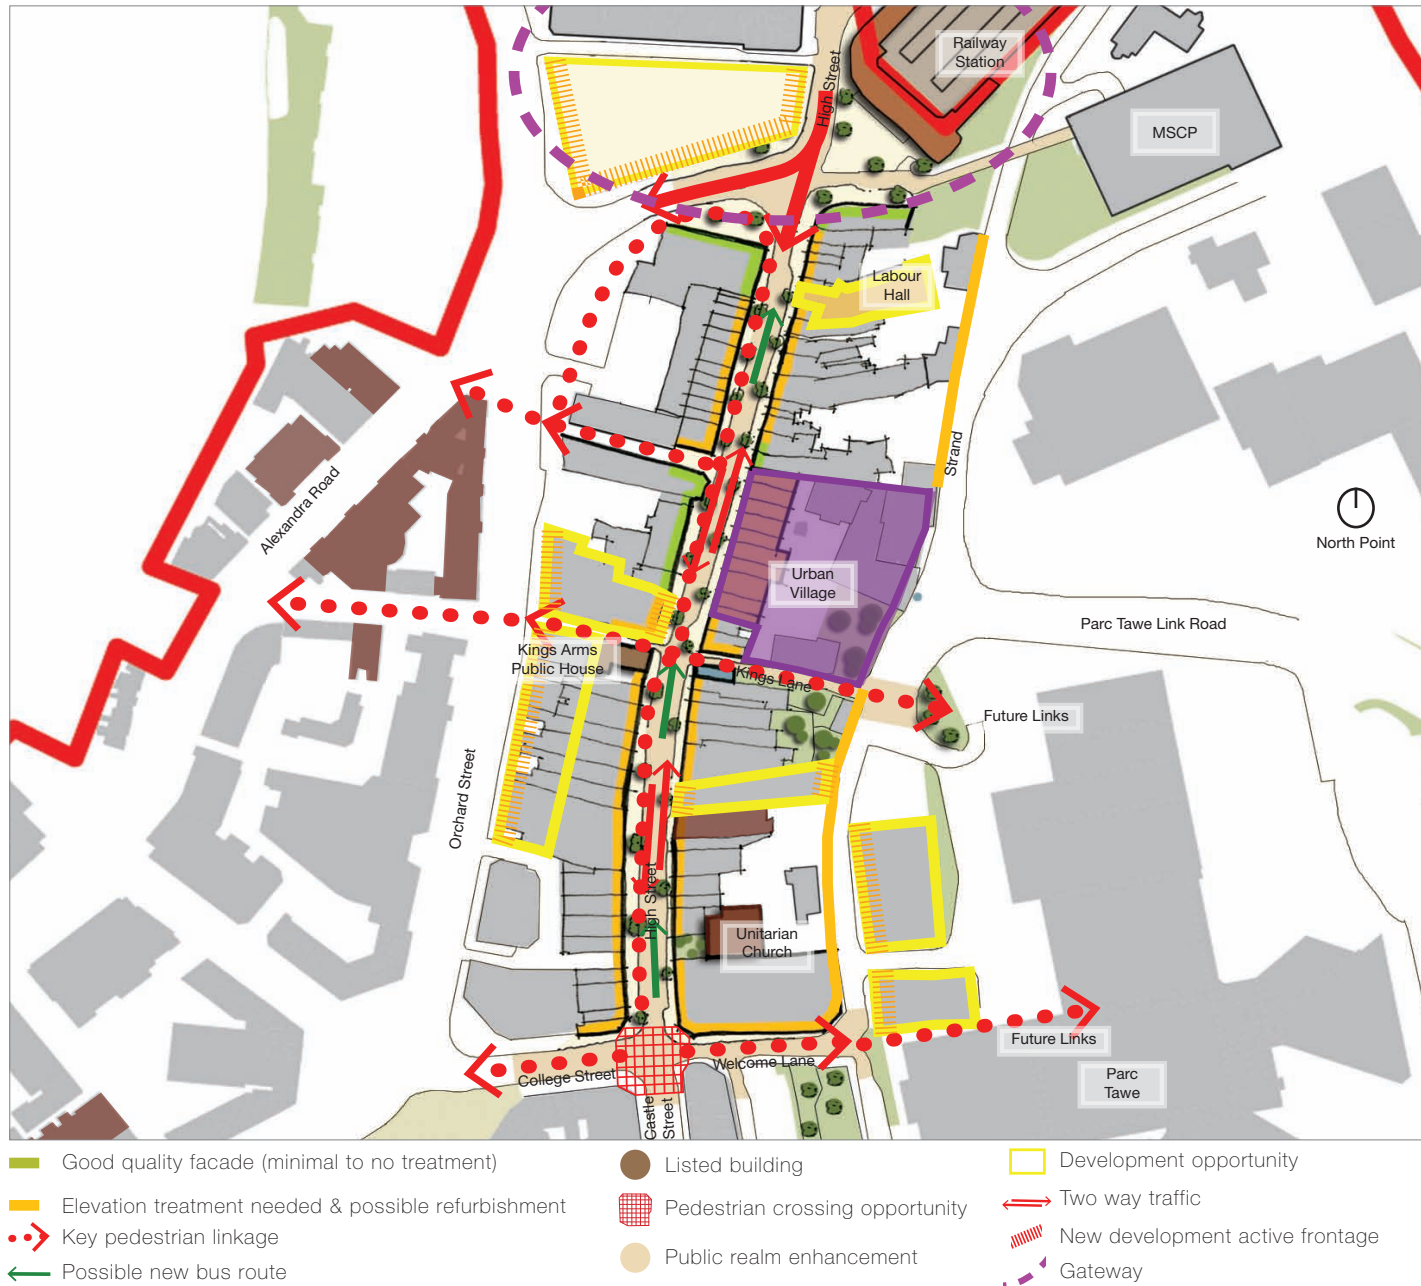 Railway
Station
High Street
MSCP
Labour
Hall
Strand
Alexandra Road
North Point
Urban
Village
Parc Tawe Link Road
Kings Arms
Public House
Kings Lane
Future Links
Orchard Street
High Street
Unitarian
Church
Future Links
Welcome Lane
College Street
Parc
Tawe
Castle
Street
Good quality facade (minimal to no treatment)
Elevation treatment needed & possible refurbishment
Key pedestrian linkage
Possible new bus route
Listed building
Pedestrian crossing opportunity
Public realm enhancement
Development opportunity
Two way traffic
New development active frontage
Gateway